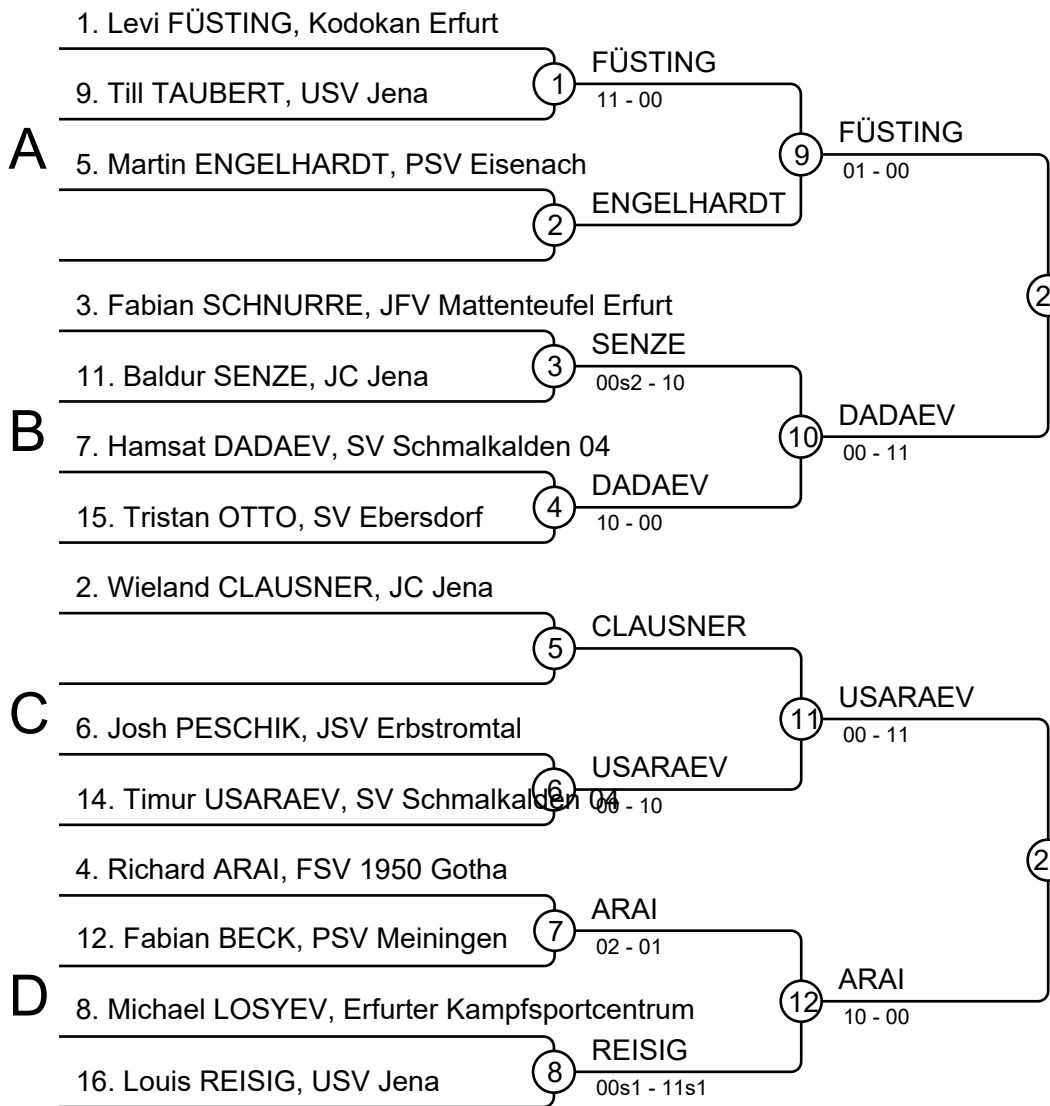 1. Levi FÜSTING, Kodokan Erfurt
FÜSTING
9. Till TAUBERT, USV Jena
1
11 - 00
A
FÜSTING
9
01 - 00
5. Martin ENGELHARDT, PSV Eisenach
ENGELHARDT
2
2
3. Fabian SCHNURRE, JFV Mattenteufel Erfurt
SENZE
11. Baldur SENZE, JC Jena
3
00s2 - 10
B
DADAEV
10
00 - 11
7. Hamsat DADAEV, SV Schmalkalden 04
DADAEV
15. Tristan OTTO, SV Ebersdorf
4
10 - 00
2. Wieland CLAUSNER, JC Jena
CLAUSNER
5
C
USARAEV
11
00 - 11
6. Josh PESCHIK, JSV Erbstromtal
USARAEV
14. Timur USARAEV, SV Schmalkalden 04
6
00 - 10
2
4. Richard ARAI, FSV 1950 Gotha
ARAI
12. Fabian BECK, PSV Meiningen
7
02 - 01
D
ARAI
12
10 - 00
8. Michael LOSYEV, Erfurter Kampfsportcentrum
REISIG
16. Louis REISIG, USV Jena
8
00s1 - 11s1